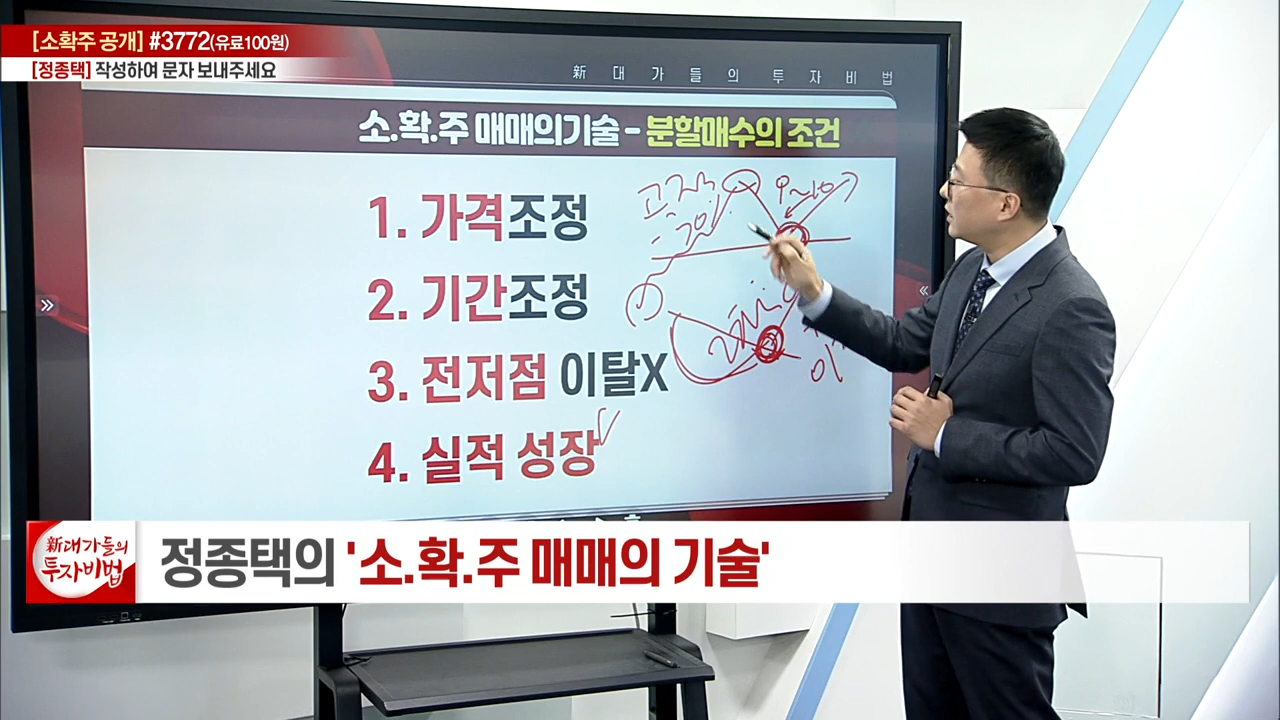 [소확주 공개] #3772(유료100원)
[정종택] 작성하여 문자 보내주세요
新 대가들의 투자비법
소.확.주 매매의기술 - 분할매수의 조건
1. 가격조정
2. 기간조정
3. 전저점 이탈X
4. 실적 성장
고점
新대가들의
투자비법
정종택의 '소.확.주 매매의 기술'